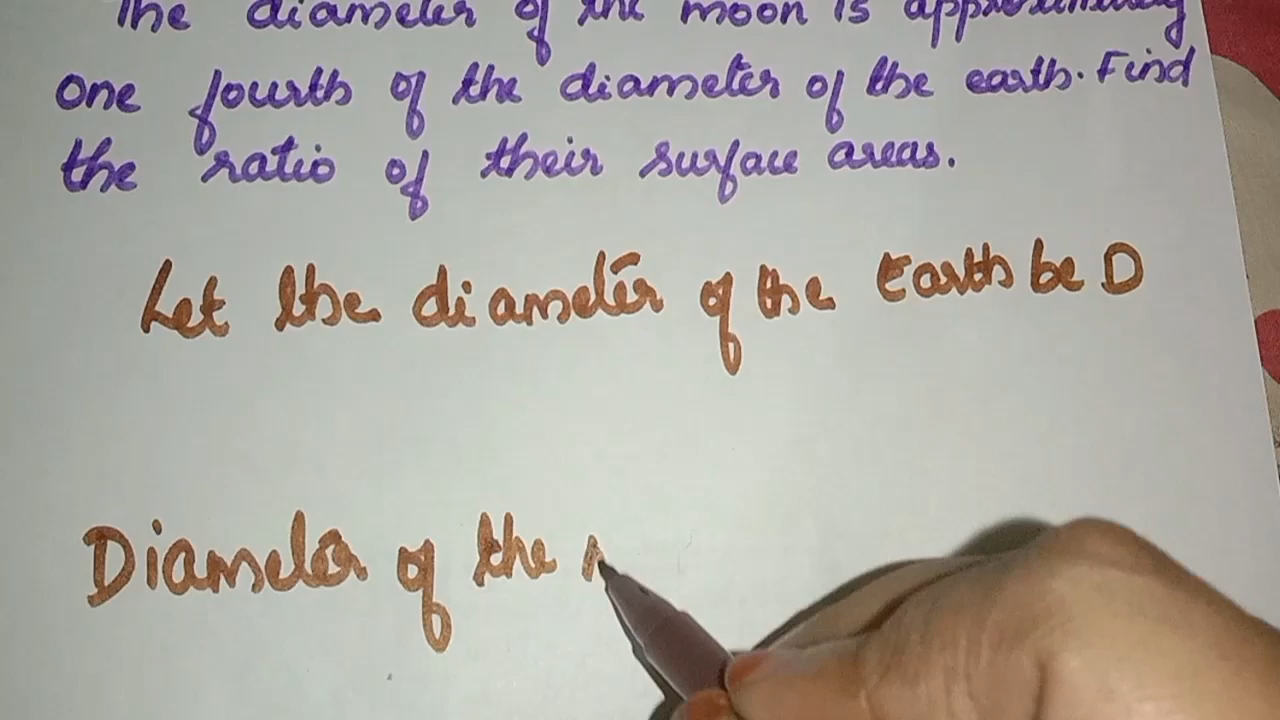 The diameter of the moon is approximately
one fourth of the diameter of the earth. Find
the ratio of their surface areas.
Let the diameter of the Earth be D
Diameter of the